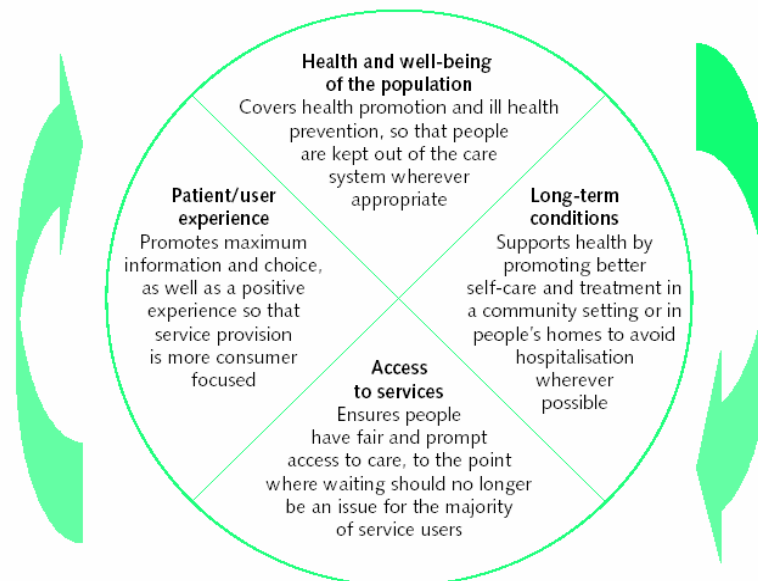 Health and well-being
of the population
Covers health promotion and ill health
prevention, so that people
are kept out of the care
system wherever
appropriate
Patient/user
experience
Promotes maximum
information and choice,
as well as a positive
experience so that
service provision
is more consumer
focused
Long-term
conditions
Supports health by
promoting better
self-care and treatment in
a community setting or in
people's homes to avoid
hospitalisation
wherever
possible
Access
to services
Ensures people
have fair and prompt
access to care, to the point
where waiting should no longer
be an issue for the majority
of service users